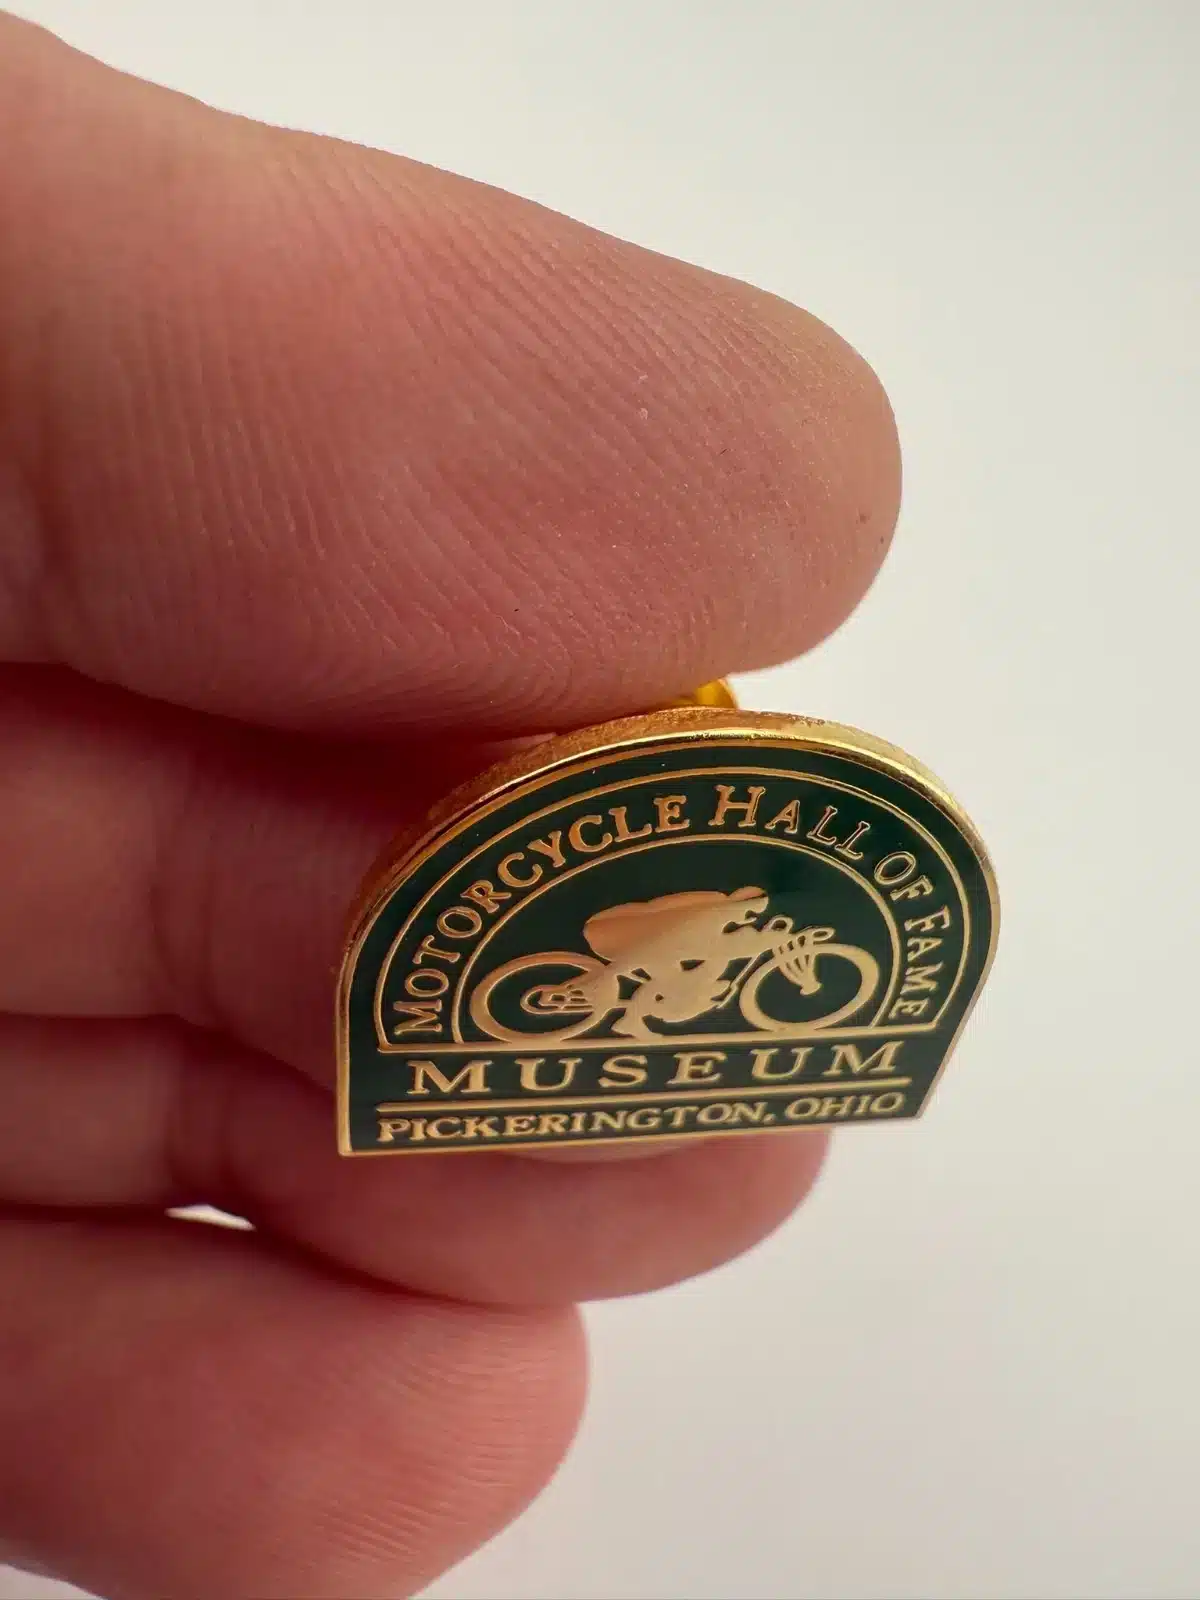 MOTORCYCLE HALL OF FAME
MUSEUM
PICKERINGTON, OHIO